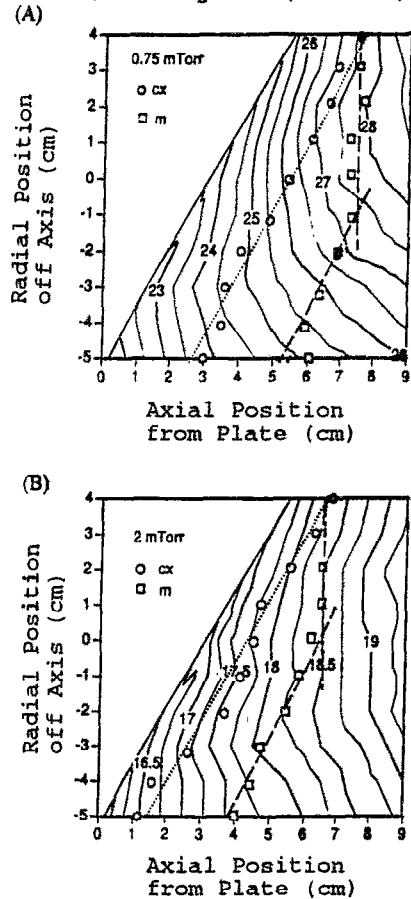 (A)
0.75 mTorr
cx
m
26
28
27
25
24
23
Radial Position
off Axis (cm)
4
3
2
1
0
-1
-2
-3
-4
-5
0 1 2 3 4 5 6 7 8 9
Axial Position
from Plate (cm)
(B)
2 mTorr
cx
m
19
18.5
18
17
16.5
Radial Position
off Axis (cm)
4
3
2
1
0
-1
-2
-3
-4
-5
0 1 2 3 4 5 6 7 8 9
Axial Position
from Plate (cm)